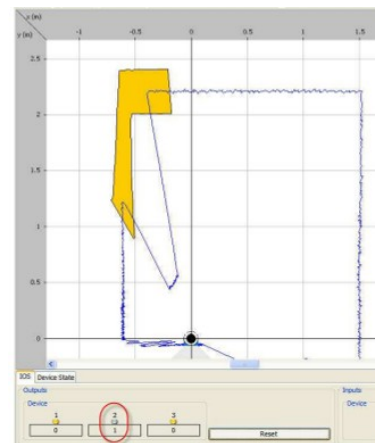 x (m)
y (m)
-1
-0.5
0
0.5
1
1.5
2.5
2
1.5
1
0.5
0
IOS
Device State
Outputs
Inputs
Device
Device
1
2
3
0
1
0
Reset